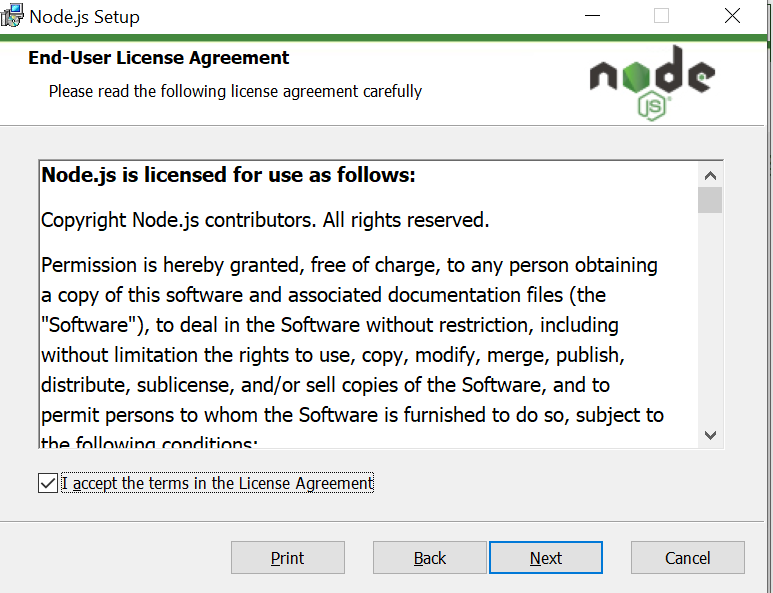 Node.js Setup
End-User License Agreement
Please read the following license agreement carefully
node
JS
Node.js is licensed for use as follows:
Copyright Node.js contributors. All rights reserved.
Permission is hereby granted, free of charge, to any person obtaining
a copy of this software and associated documentation files (the
"Software"), to deal in the Software without restriction, including
without limitation the rights to use, copy, modify, merge, publish,
distribute, sublicense, and/or sell copies of the Software, and to
permit persons to whom the Software is furnished to do so, subject to
the following conditions:
I accept the terms in the License Agreement
Print
Back
Next
Cancel